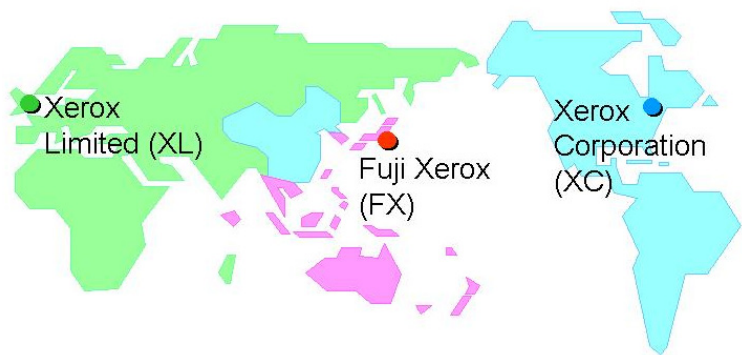 Xerox
Limited (XL)
Fuji Xerox
(FX)
Xerox
Corporation
(XC)